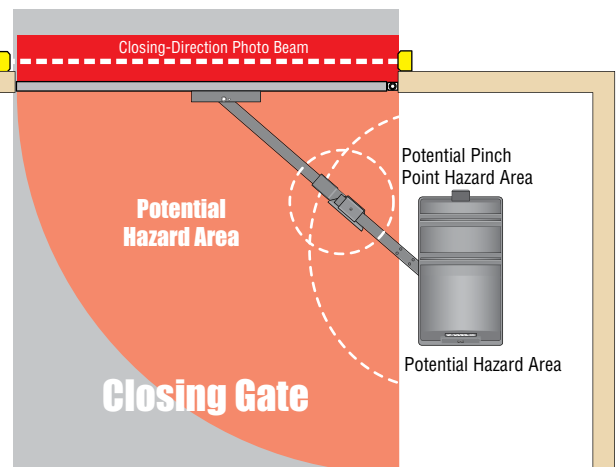 Closing-Direction Photo Beam
Potential Pinch
Point Hazard Area
Potential
Hazard Area
Potential Hazard Area
Closing Gate